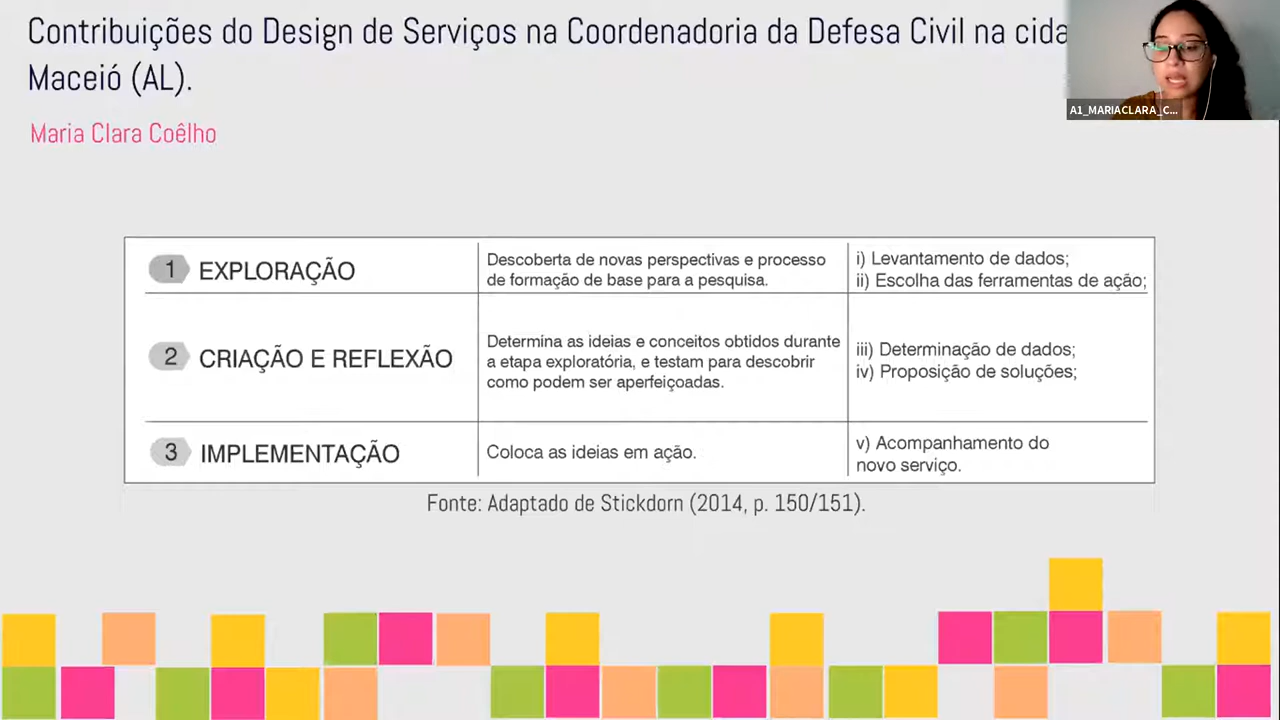 Contribuições do Design de Serviços na Coordenadoria da Defesa Civil na
Maceió (AL).
A1_MARIACLARA_C...
Maria Clara Coêlho
1 EXPLORAÇÃO
Descoberta de novas perspectivas e processo
de formação de base para a pesquisa.
i) Levantamento de dados;
ii) Escolha das ferramentas de ação;
2 CRIAÇÃO E REFLEXÃO
Determina as ideias e conceitos obtidos durante
a etapa exploratória, e testam para descobrir
como podem ser aperfeiçoadas.
iii) Determinação de dados;
iv) Proposição de soluções;
3 IMPLEMENTAÇÃO
Coloca as ideias em ação.
v) Acompanhamento do
novo serviço.
Fonte: Adaptado de Stickdorn (2014, p. 150/151).